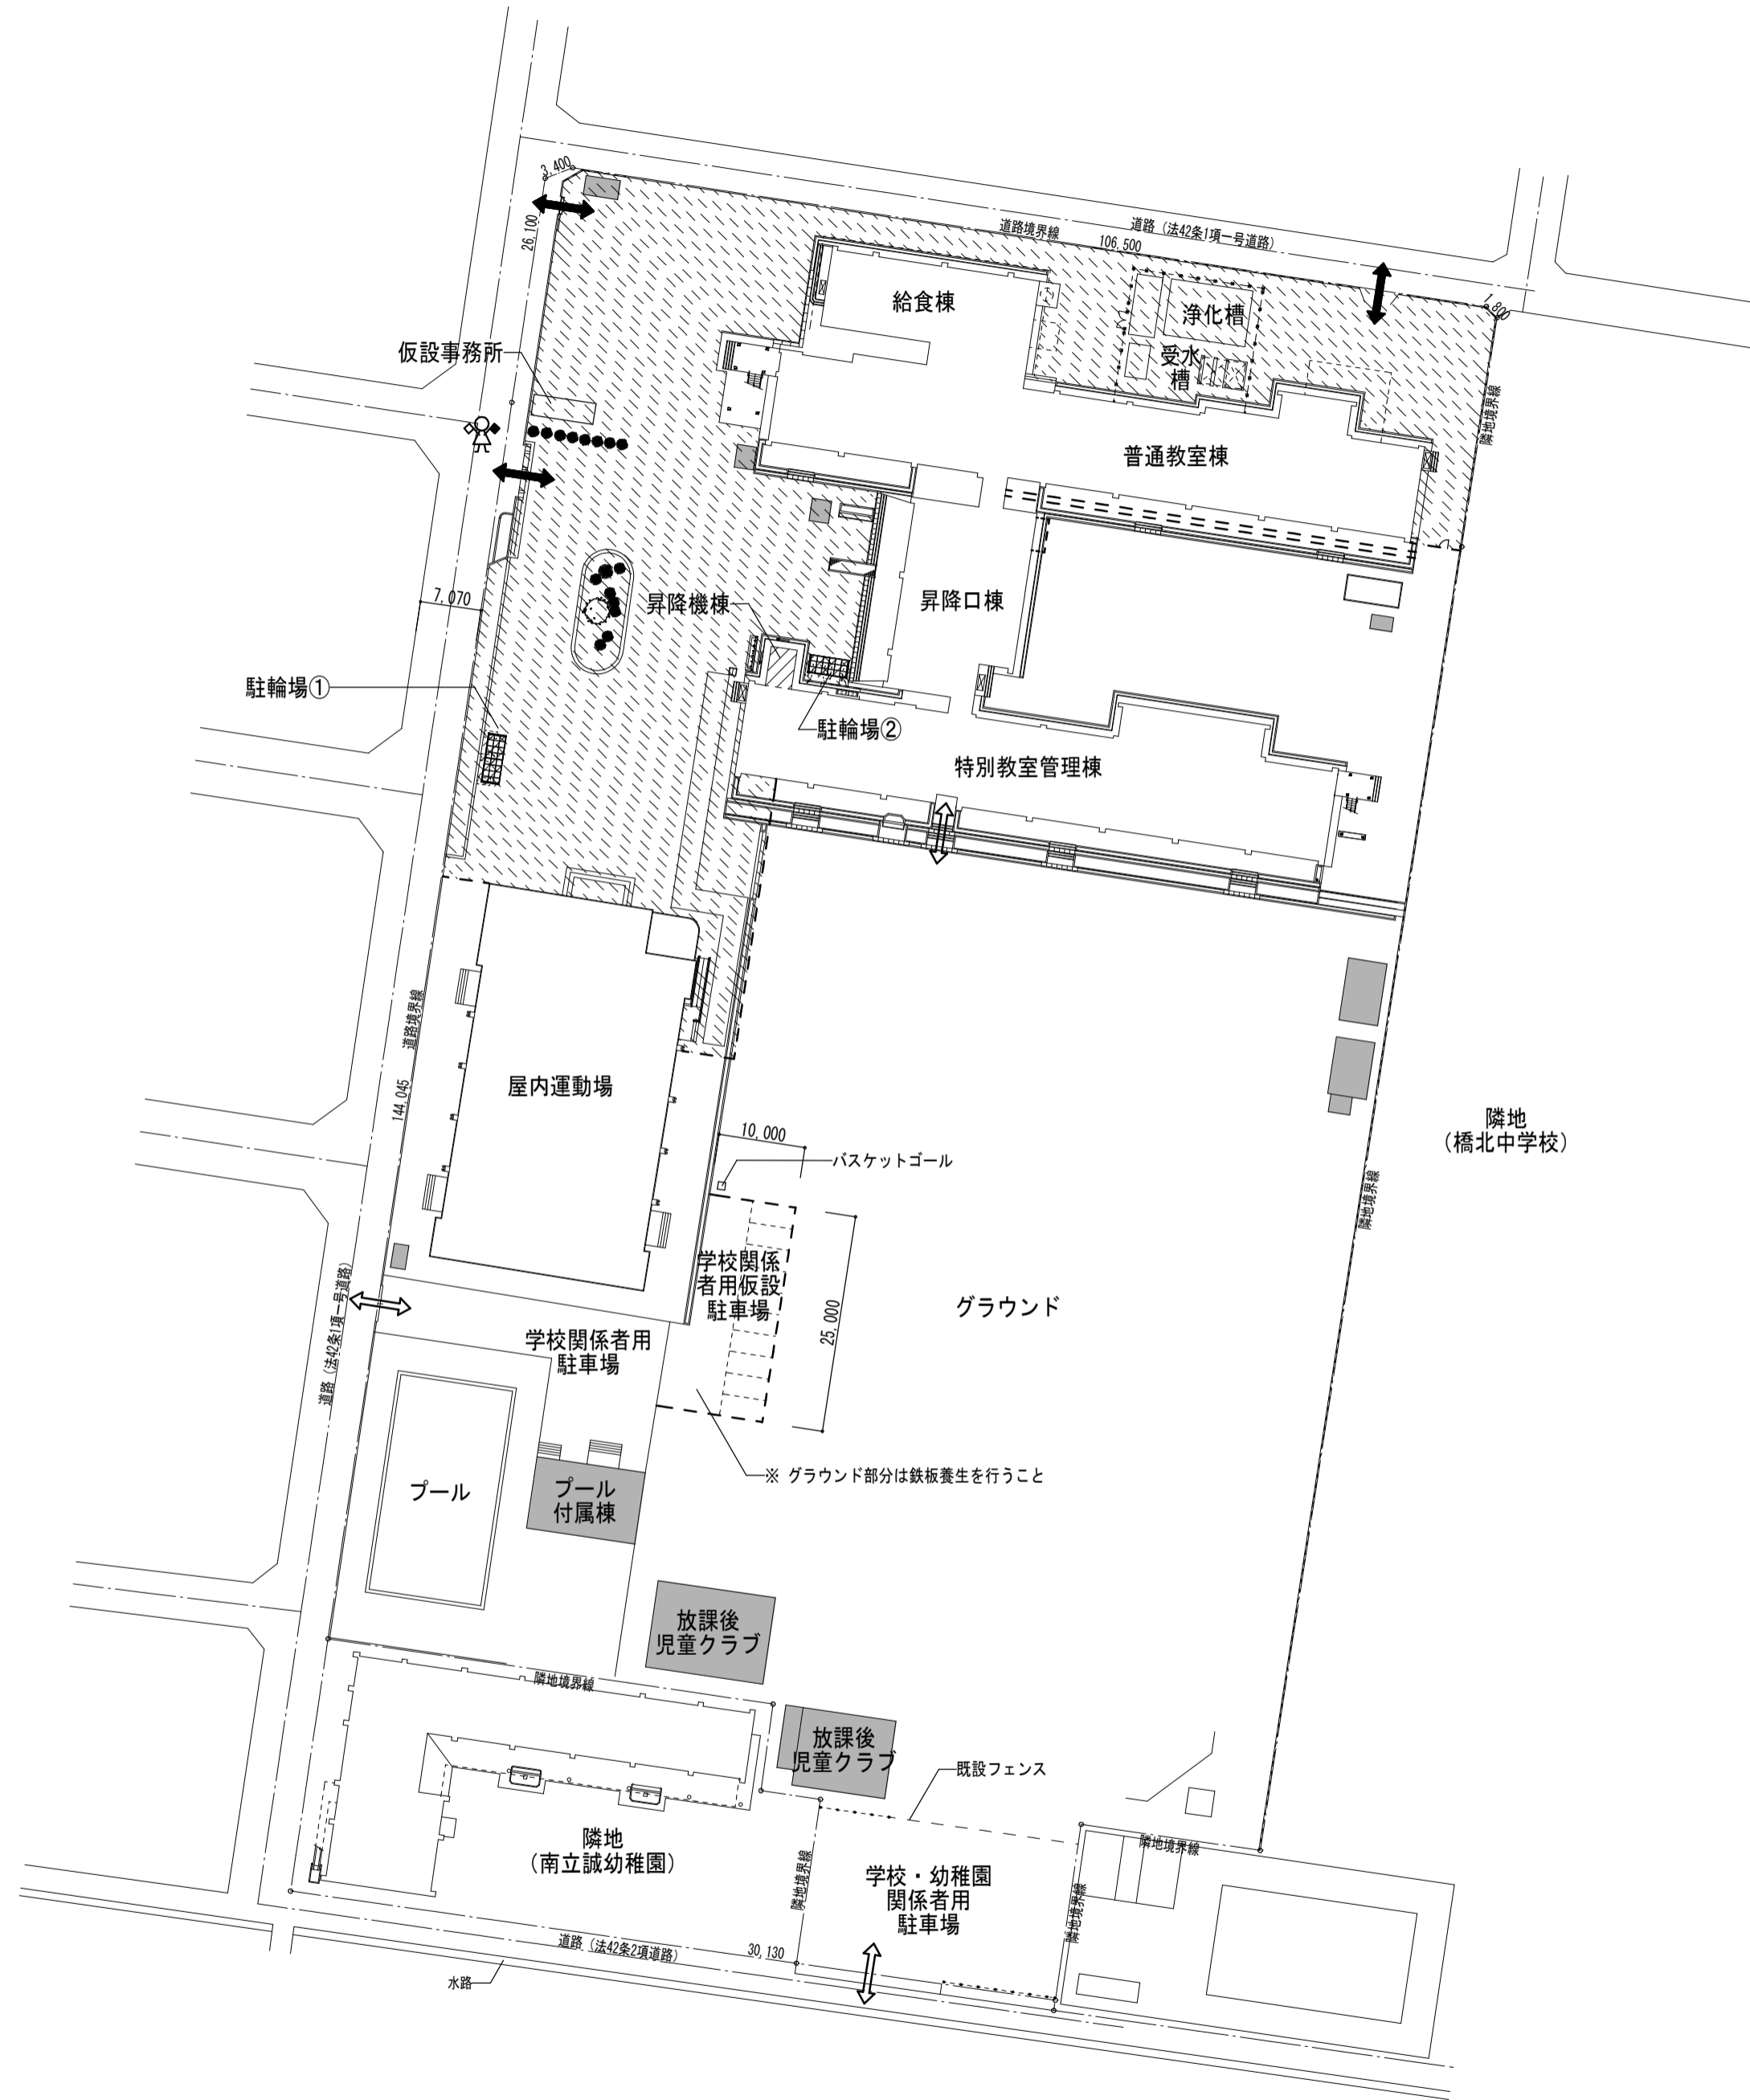 3,400
26,100
道路境界線
道路（法42条1項一号道路）
106,500
1,800
給食棟
浄化槽
受水
槽
仮設事務所
隣地境界線
普通教室棟
7,070
昇降機棟
昇降口棟
駐輪場①
駐輪場②
特別教室管理棟
道路境界線
144,045
屋内運動場
10,000
バスケットゴール
隣地
（橋北中学校）
隣地境界線
学校関係
者用仮設
駐車場
25,000
グラウンド
道路（法42条1項一号道路）
学校関係者用
駐車場
※ グラウンド部分は鉄板養生を行うこと
プール
プール
付属棟
放課後
児童クラブ
隣地境界線
放課後
児童クラブ
既設フェンス
隣地
（南立誠幼稚園）
隣地境界線
隣地境界線
学校・幼稚園
関係者用
駐車場
隣地境界線
道路（法42条2項道路）
30,130
水路